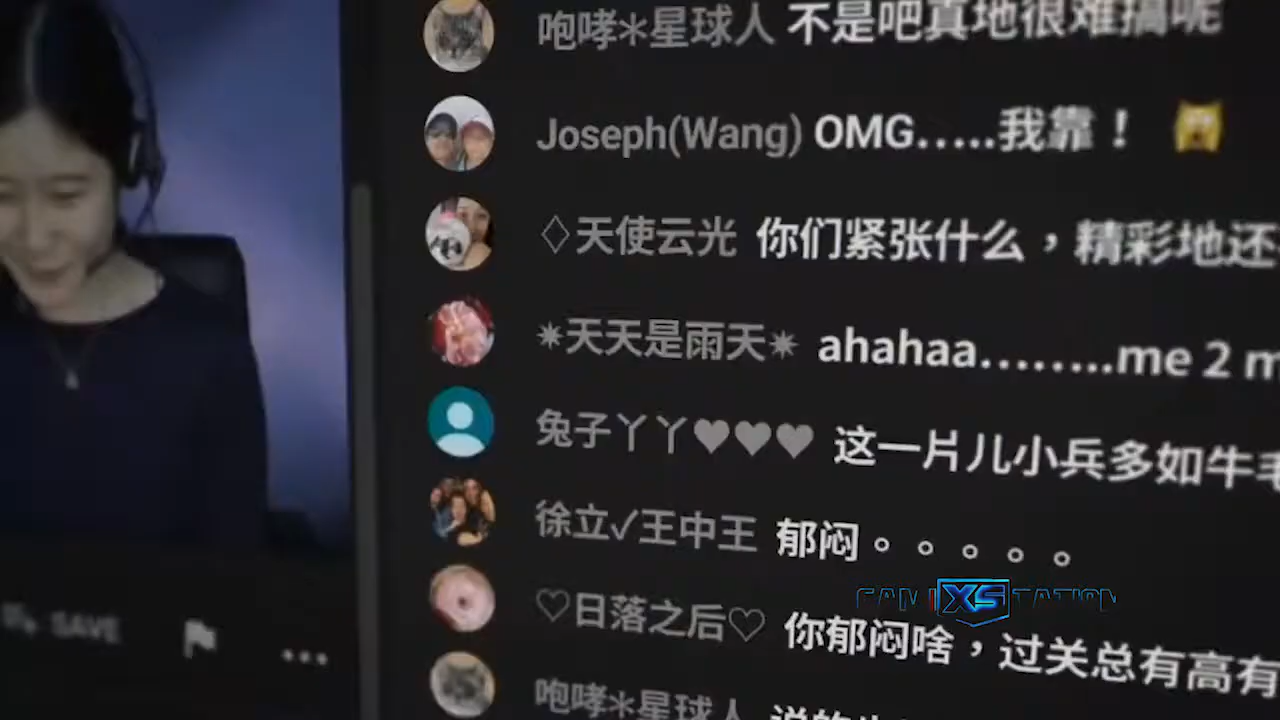 咆哮*星球人 不是吧真地很难搞呢
Joseph(Wang) OMG.....我靠！
♢天使云光 你们紧张什么，精彩地还
✷天天是雨天✷ ahahaa........me 2 m
兔子丫丫♥♥♥ 这一片儿小兵多如牛毛
徐立✓王中王 郁闷。。。。。
♡日落之后♡ 你郁闷啥，过关总有高有
咆哮*星球人
SAVE
XS